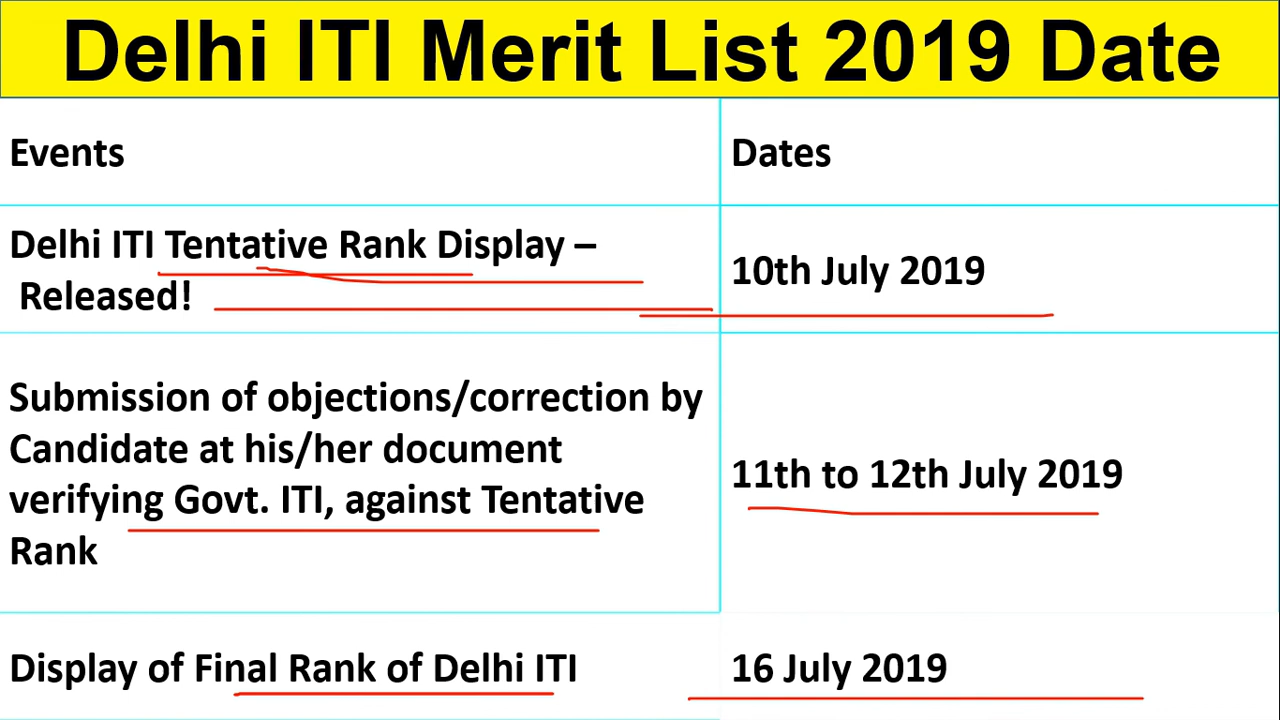 Delhi ITI Merit List 2019 Date
Events
Dates
Delhi ITI Tentative Rank Display –
Released!
10th July 2019
Submission of objections/correction by
Candidate at his/her document
verifying Govt. ITI, against Tentative
Rank
11th to 12th July 2019
Display of Final Rank of Delhi ITI
16 July 2019